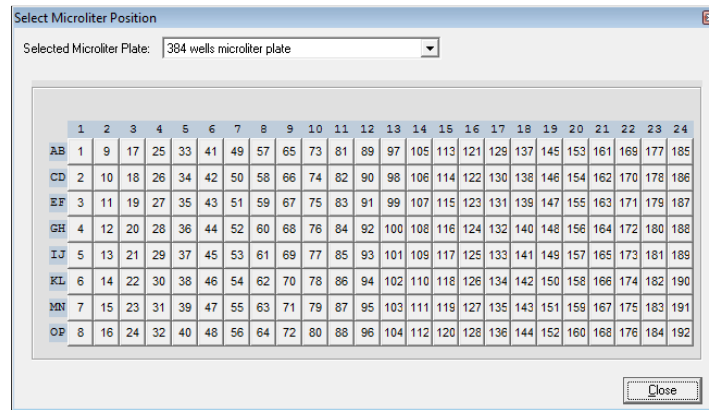 Select Microliter Position
Selected Microliter Plate: 384 wells microliter plate
1 2 3 4 5 6 7 8 9 10 11 12 13 14 15 16 17 18 19 20 21 22 23 24
AB 1 9 17 25 33 41 49 57 65 73 81 89 97 105 113 121 129 137 145 153 161 169 177 185
CD 2 10 18 26 34 42 50 58 66 74 82 90 98 106 114 122 130 138 146 154 162 170 178 186
EF 3 11 19 27 35 43 51 59 67 75 83 91 99 107 115 123 131 139 147 155 163 171 179 187
GH 4 12 20 28 36 44 52 60 68 76 84 92 100 108 116 124 132 140 148 156 164 172 180 188
IJ 5 13 21 29 37 45 53 61 69 77 85 93 101 109 117 125 133 141 149 157 165 173 181 189
KL 6 14 22 30 38 46 54 62 70 78 86 94 102 110 118 126 134 142 150 158 166 174 182 190
MN 7 15 23 31 39 47 55 63 71 79 87 95 103 111 119 127 135 143 151 159 167 175 183 191
OP 8 16 24 32 40 48 56 64 72 80 88 96 104 112 120 128 136 144 152 160 168 176 184 192
Close